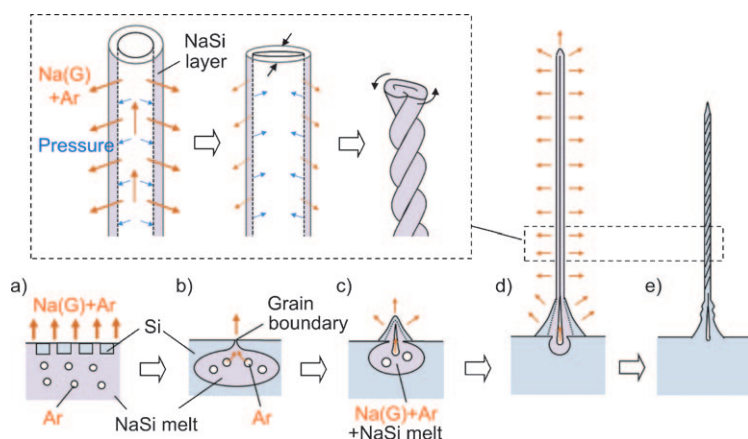 NaSi
layer
Na(G)
+Ar
Pressure
a)
b)
c)
d)
e)
Na(G)+Ar
Si
Grain
boundary
Ar
NaSi melt
Ar
Na(G)+Ar
+NaSi melt